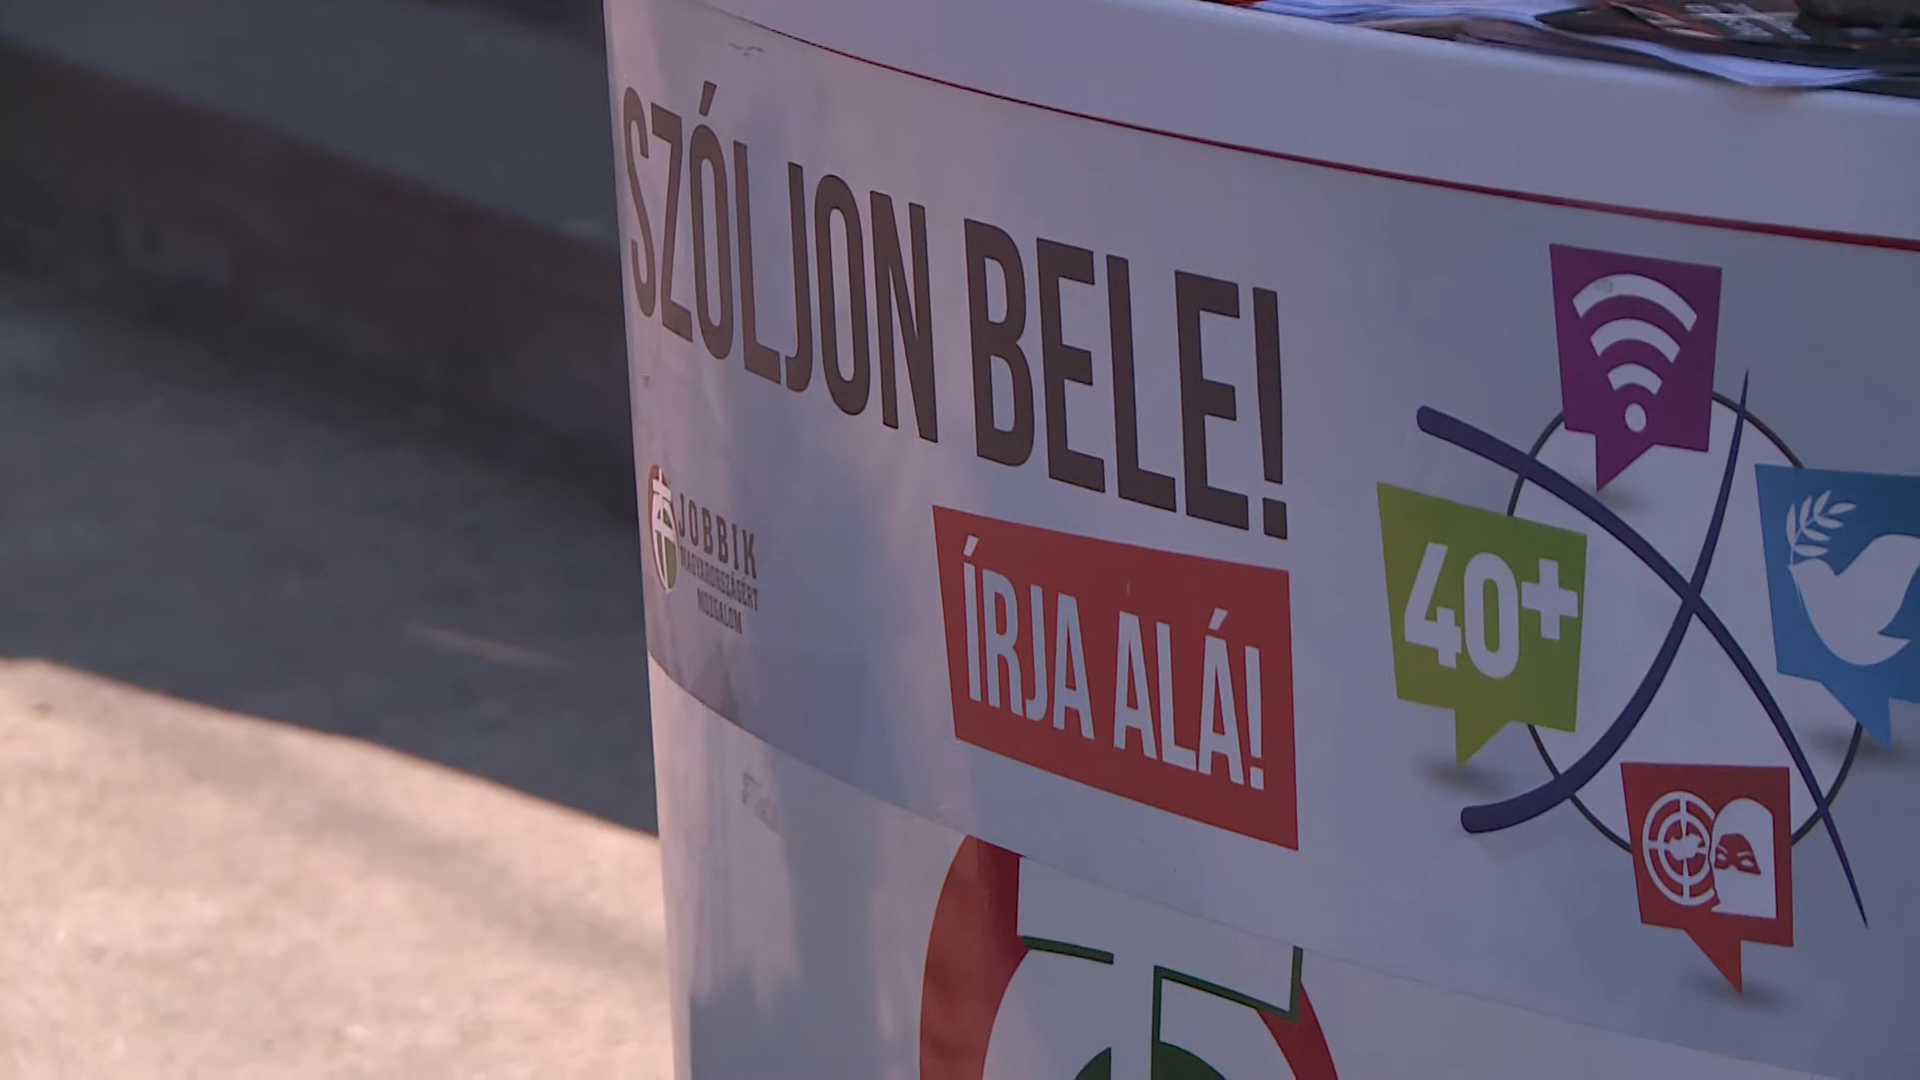 SZÓLJON BELE!
JOBBIK
MAGYARORSZÁGÉRT
MOZGALOM
ÍRJA ALÁ!
40+